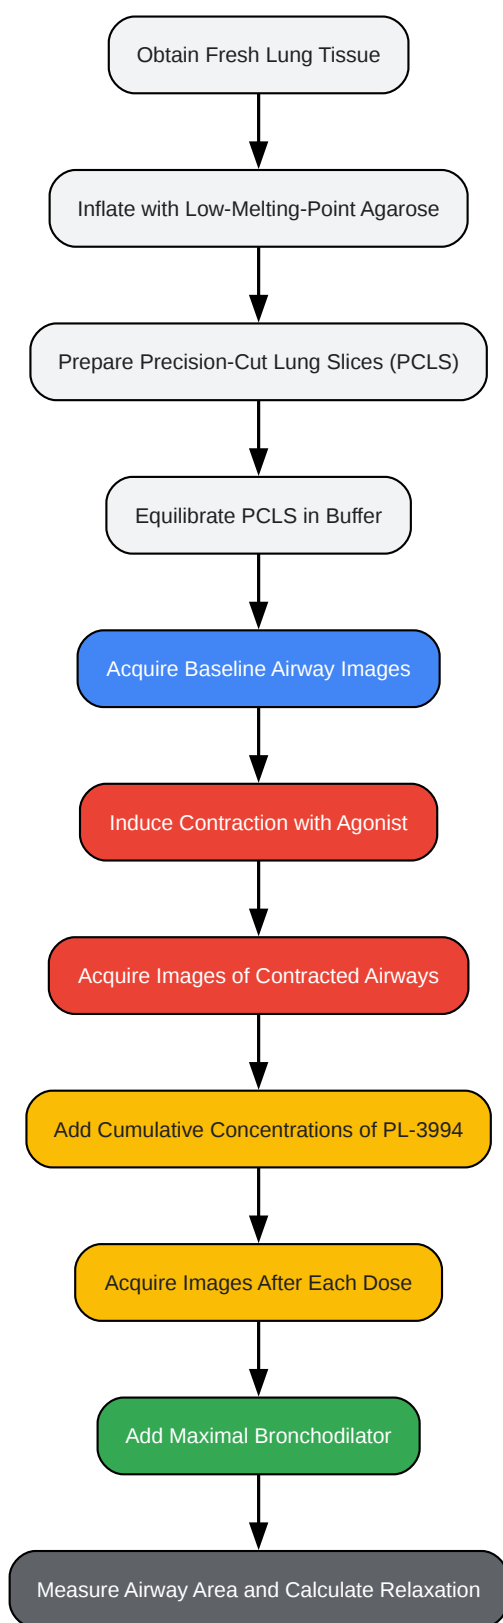 Obtain Fresh Lung Tissue
Inflate with Low-Melting-Point Agarose
Prepare Precision-Cut Lung Slices (PCLS)
Equilibrate PCLS in Buffer
Acquire Baseline Airway Images
Induce Contraction with Agonist
Acquire Images of Contracted Airways
Add Cumulative Concentrations of PL-3994
Acquire Images After Each Dose
Add Maximal Bronchodilator
Measure Airway Area and Calculate Relaxation